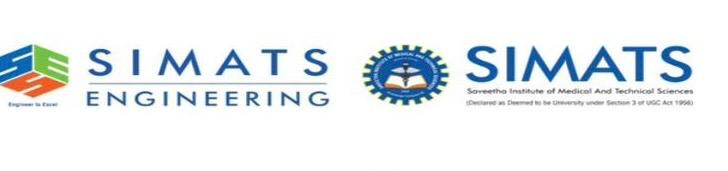 SES
Engineer to Excel
SIMATS
ENGINEERING
SIMATS
Saveetha Institute of Medical And Technical Sciences
(Declared as Deemed to be University under Section 3 of UGC Act 1956)